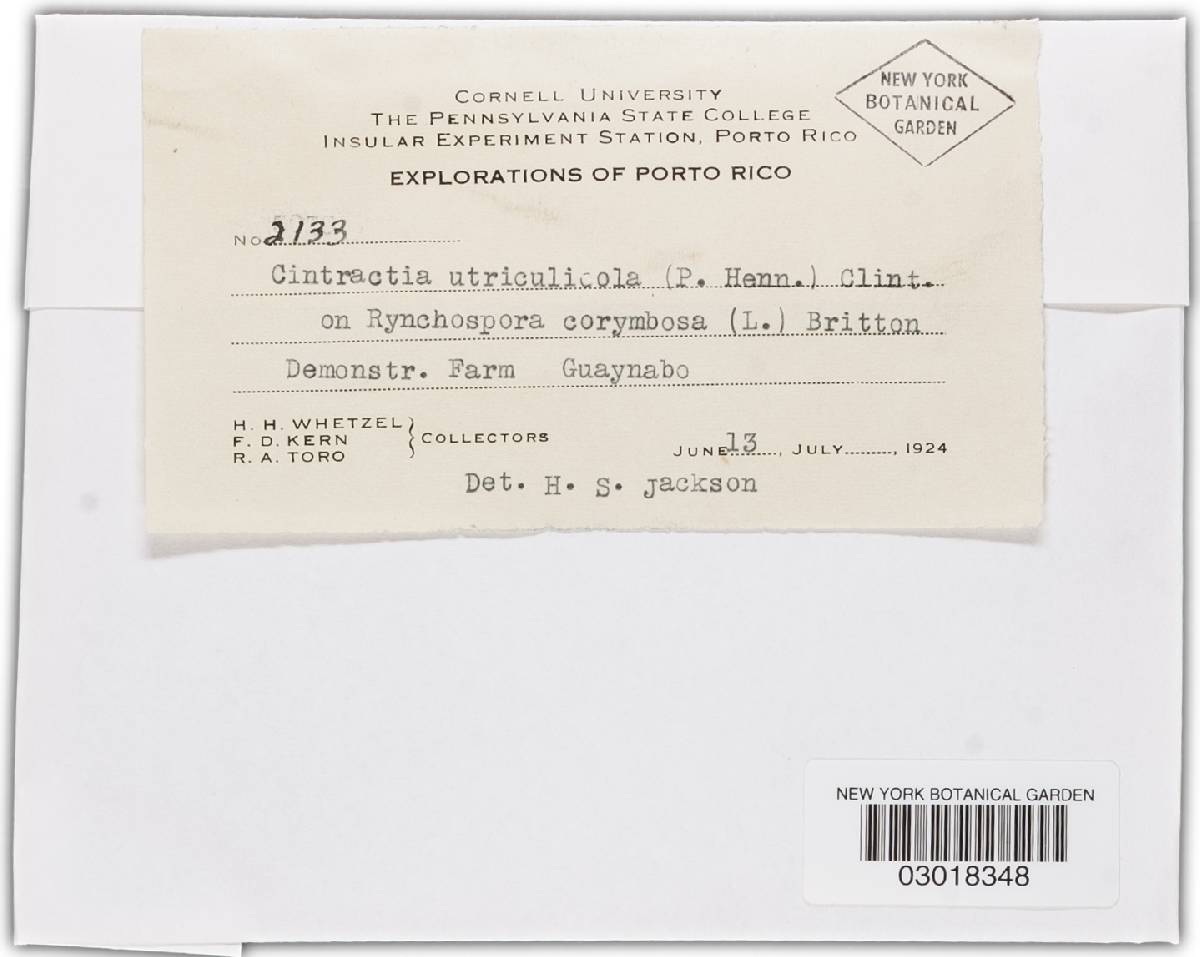 CORNELL UNIVERSITY
THE PENNSYLVANIA STATE COLLEGE
INSULAR EXPERIMENT STATION, PORTO RICO
EXPLORATIONS OF PORTO RICO
NEW YORK
BOTANICAL
GARDEN
No. 2133
Cintractia utriculicola (P. Henn.) Clint.
on Rynchospora corymbosa (L.) Britton
Demonstr. Farm Guaynabo
H. H. WHETZEL
F. D. KERN
R. A. TORO
} COLLECTORS
JUNE 13, JULY........, 1924
Det. H. S. Jackson
NEW YORK BOTANICAL GARDEN
03018348